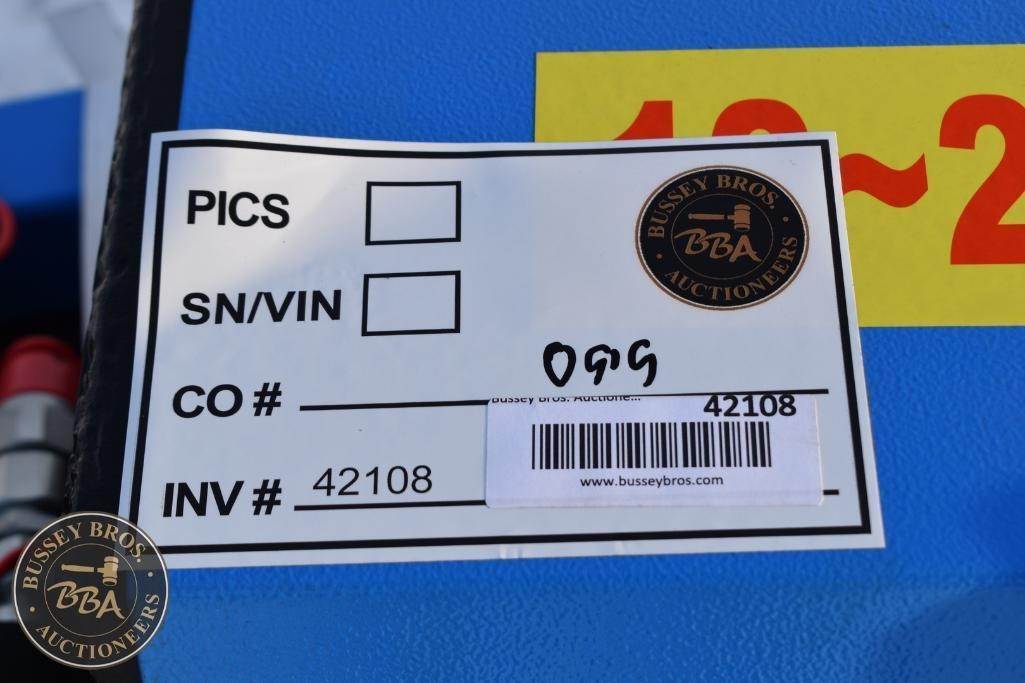 PICS
BUSSEY BROS.
BBA
AUCTIONEERS
SN/VIN
CO #
Bussey Bros. Auctione...
42108
www.busseybros.com
INV # 42108
BUSSEY BROS.
BBA
AUCTIONEERS